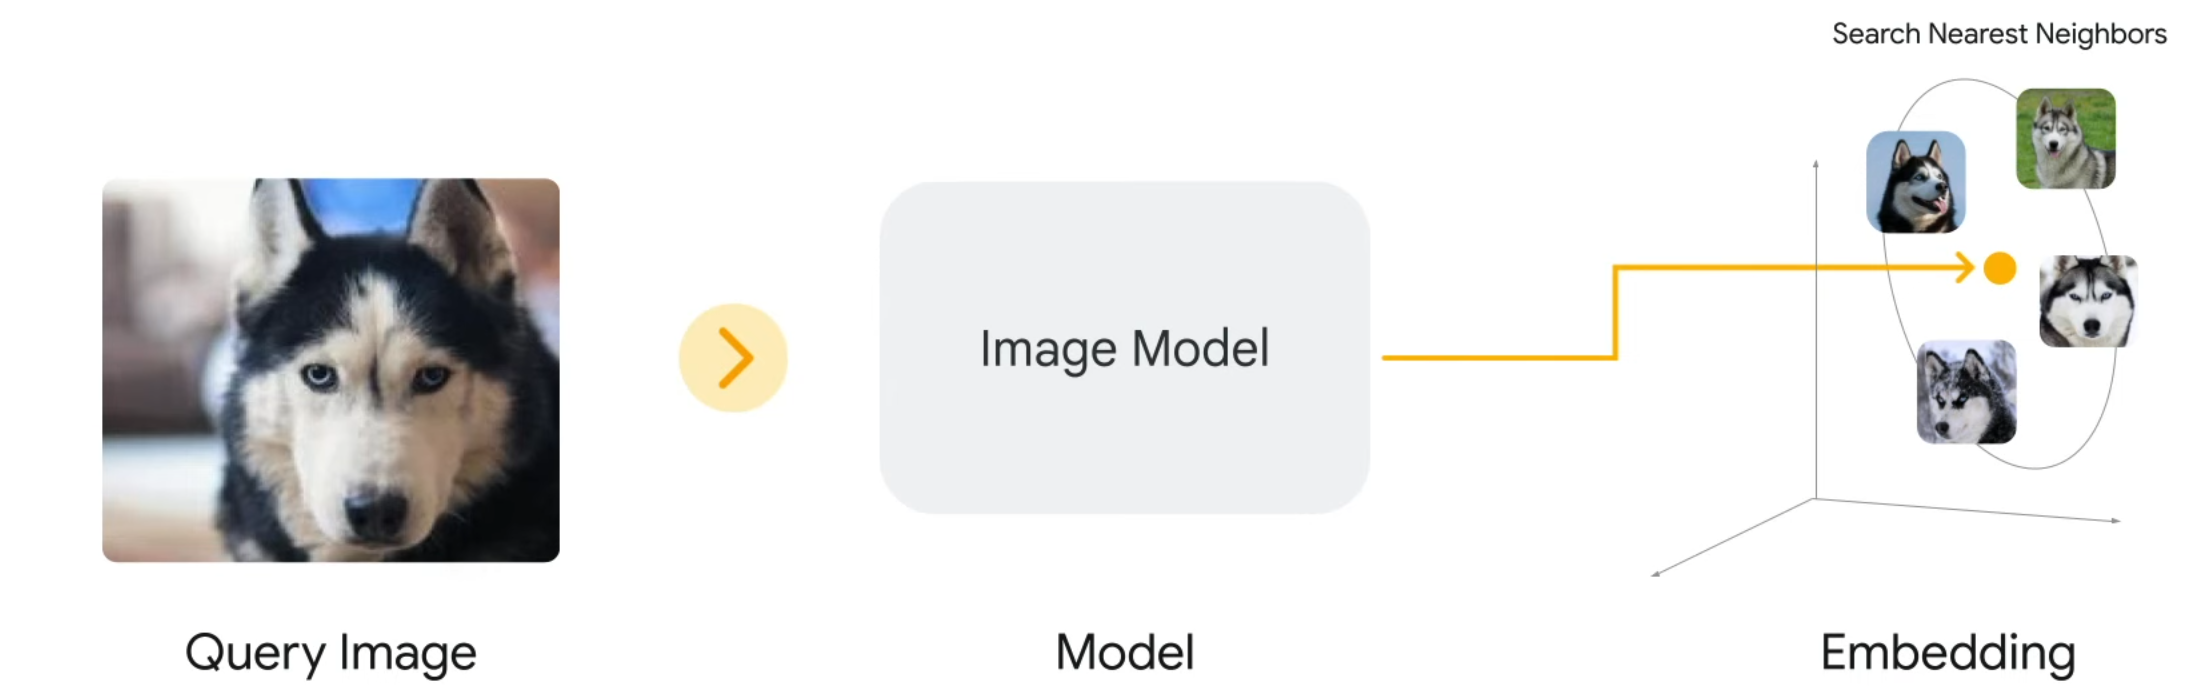 Search Nearest Neighbors
Image Model
Query Image
Model
Embedding